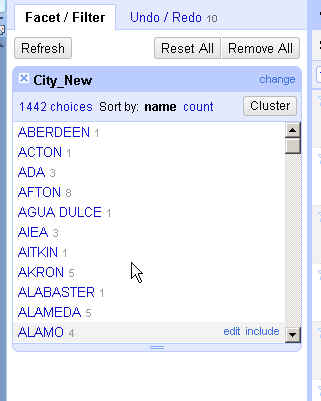 Facet / Filter Undo / Redo 10
Refresh Reset All Remove All
City_New change
1442 choices Sort by: name count Cluster
ABERDEEN 1
ACTON 1
ADA 3
AFTON 8
AGUA DULCE 1
AIEA 3
AITKIN 1
AKRON 5
ALABASTER 1
ALAMEDA 5
ALAMO 4 edit include